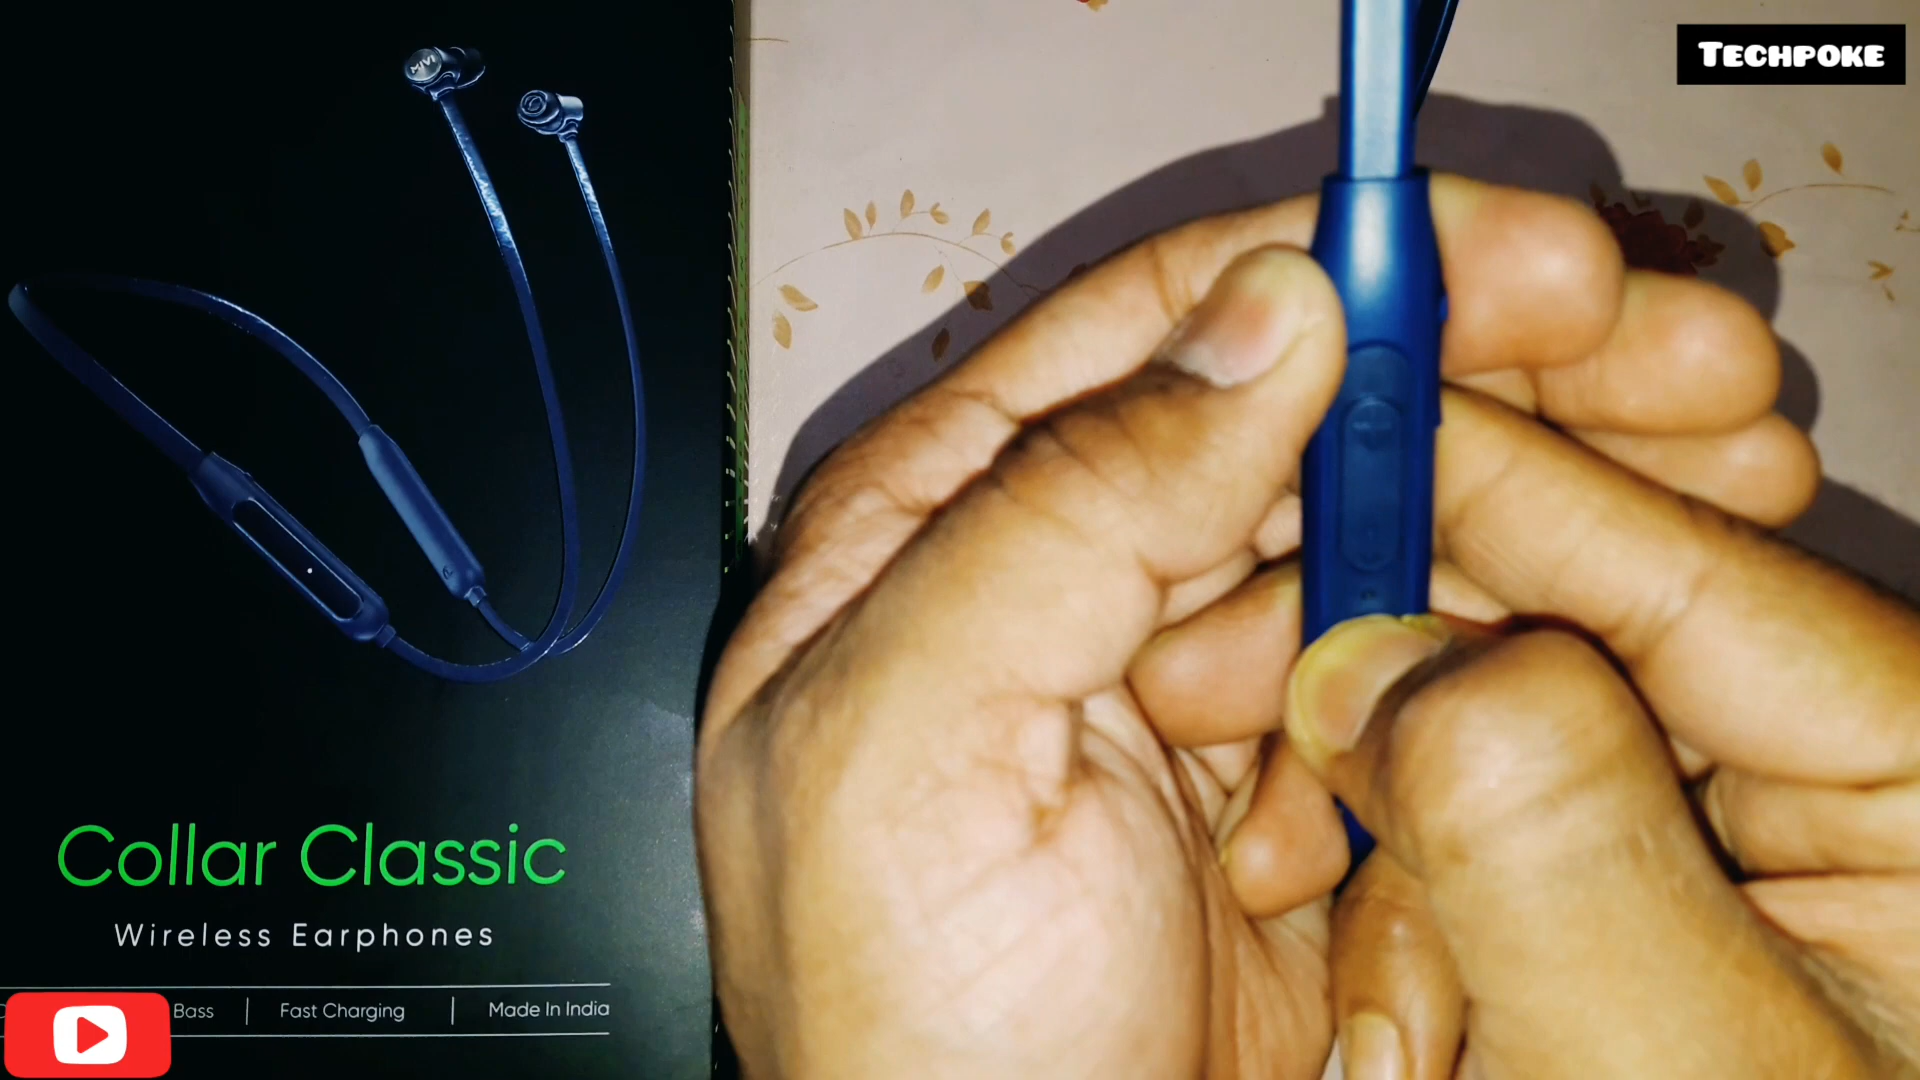 TECHPOKE
MIVI
Collar Classic
Wireless Earphones
Bass | Fast Charging | Made In India